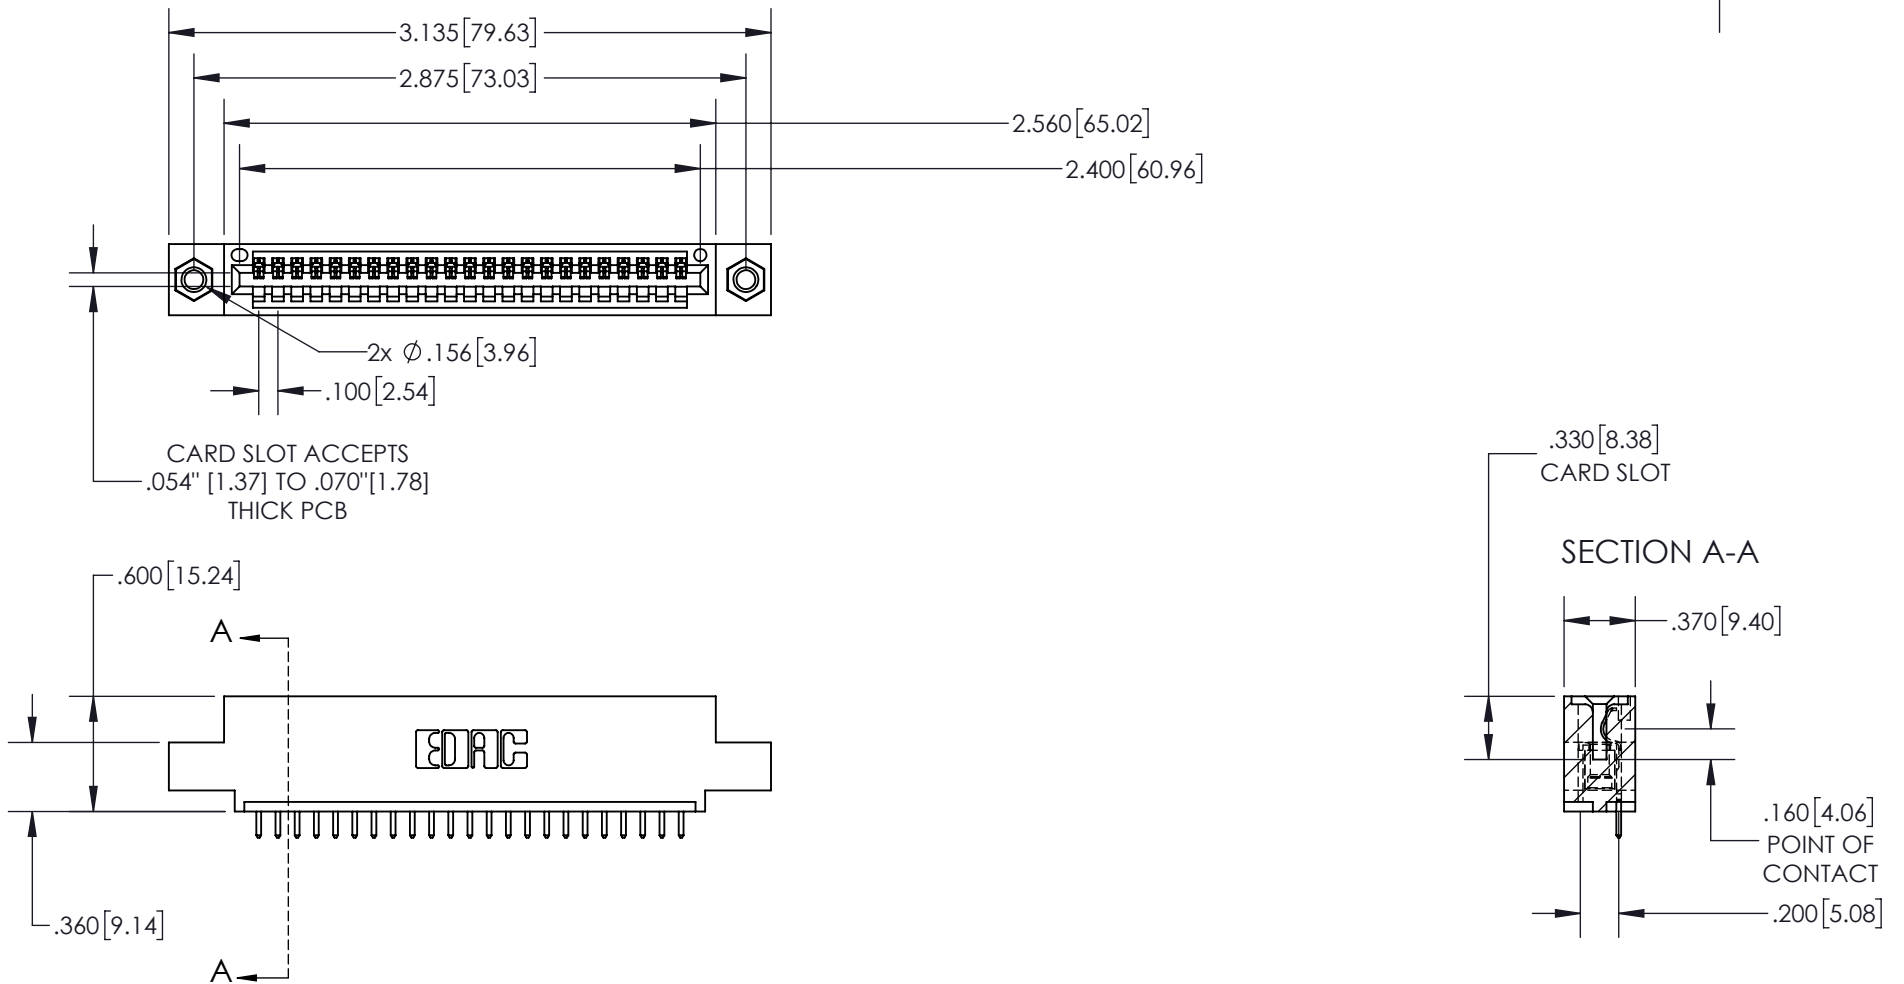 3.135[79.63]
2.875[73.03]
2.560[65.02]
2.400[60.96]
2x Ø.156[3.96]
.100[2.54]
CARD SLOT ACCEPTS
.054" [1.37] TO .070"[1.78]
THICK PCB
.330[8.38]
CARD SLOT
SECTION A-A
.600[15.24]
.370[9.40]
A
EDAC
.160[4.06]
POINT OF
CONTACT
.200[5.08]
.360[9.14]
A